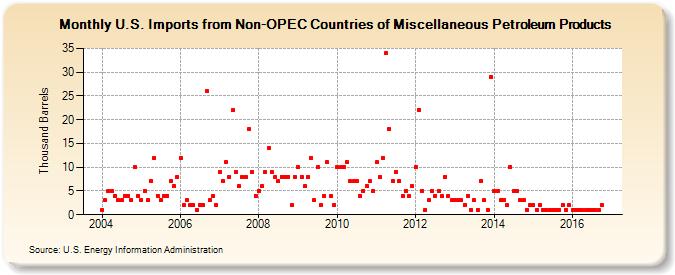 Monthly U.S. Imports from Non-OPEC Countries of Miscellaneous Petroleum Products
Thousand Barrels
35
30
25
20
15
10
5
0
2004 2006 2008 2010 2012 2014 2016
Source: U.S. Energy Information Administration